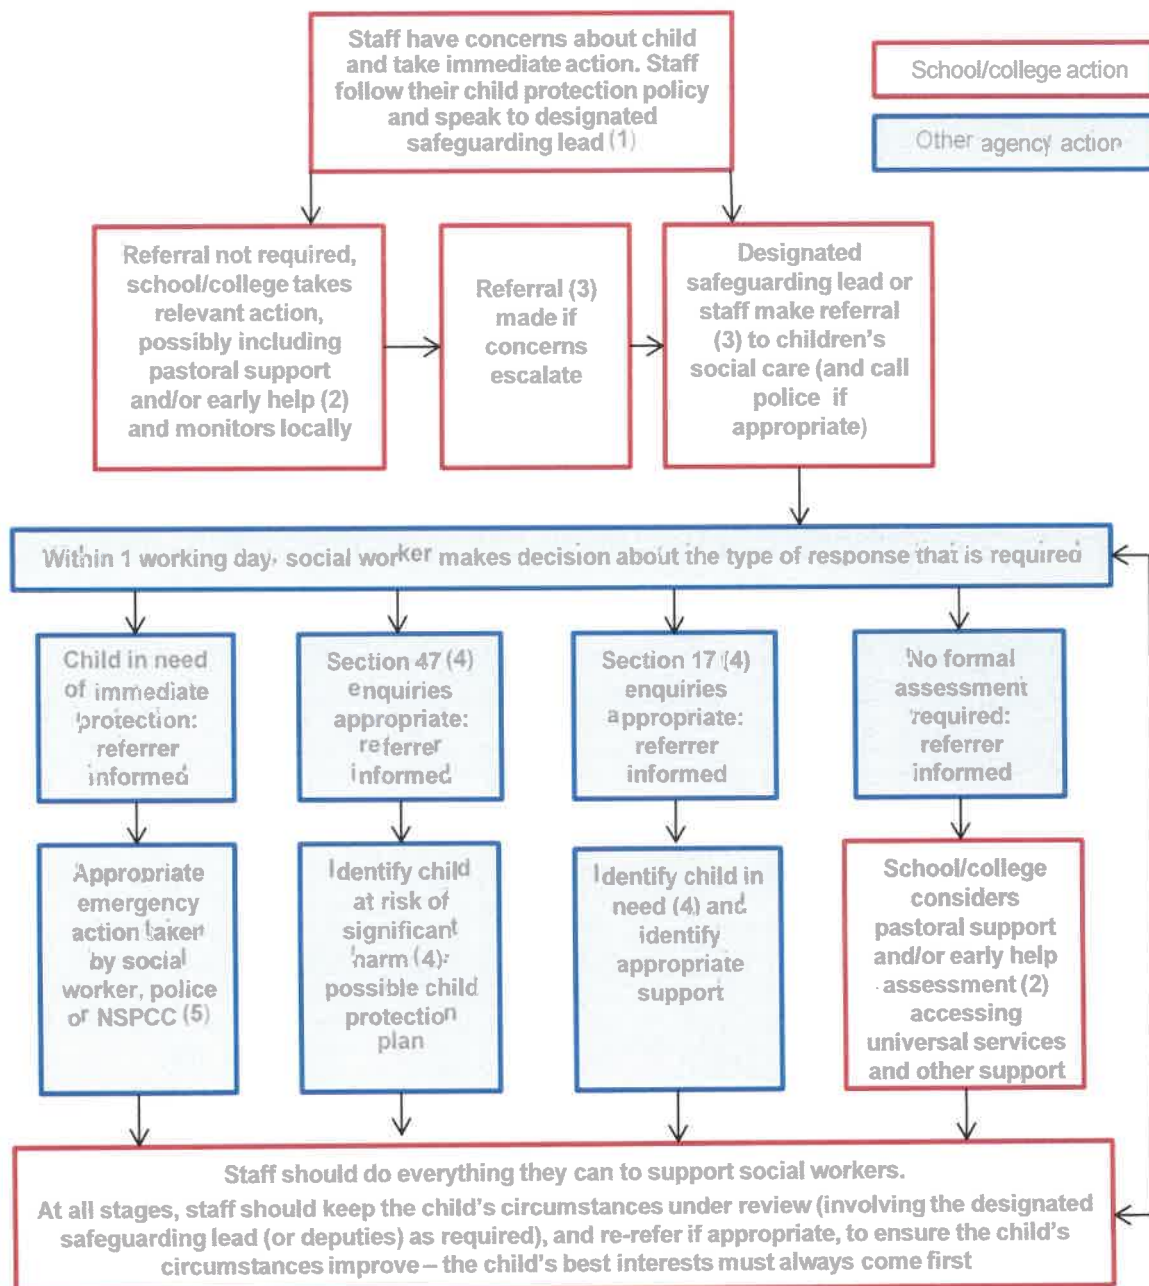 Staff have concerns about child
and take immediate action. Staff
follow their child protection policy
and speak to designated
safeguarding lead (1)
School/college action
Other agency action
Referral not required,
school/college takes
relevant action,
possibly including
pastoral support
and/or early help (2)
and monitors locally
Referral (3)
made if
concerns
escalate
Designated
safeguarding lead or
staff make referral
(3) to children's
social care (and call
police if
appropriate)
Within 1 working day, social worker makes decision about the type of response that is required
Child in need
of immediate
protection:
referrer
informed
Section 47 (4)
enquiries
appropriate:
referrer
informed
Section 17 (4)
enquiries
appropriate:
referrer
informed
No formal
assessment
required:
referrer
informed
Appropriate
emergency
action taken
by social
worker, police
or NSPCC (5)
Identify child
at risk of
significant
harm (4):
possible child
protection
plan
Identify child in
need (4) and
identify
appropriate
support
School/college
considers
pastoral support
and/or early help
assessment (2)
accessing
universal services
and other support
Staff should do everything they can to support social workers.
At all stages, staff should keep the child's circumstances under review (involving the designated
safeguarding lead (or deputies) as required), and re-refer if appropriate, to ensure the child's
circumstances improve – the child's best interests must always come first